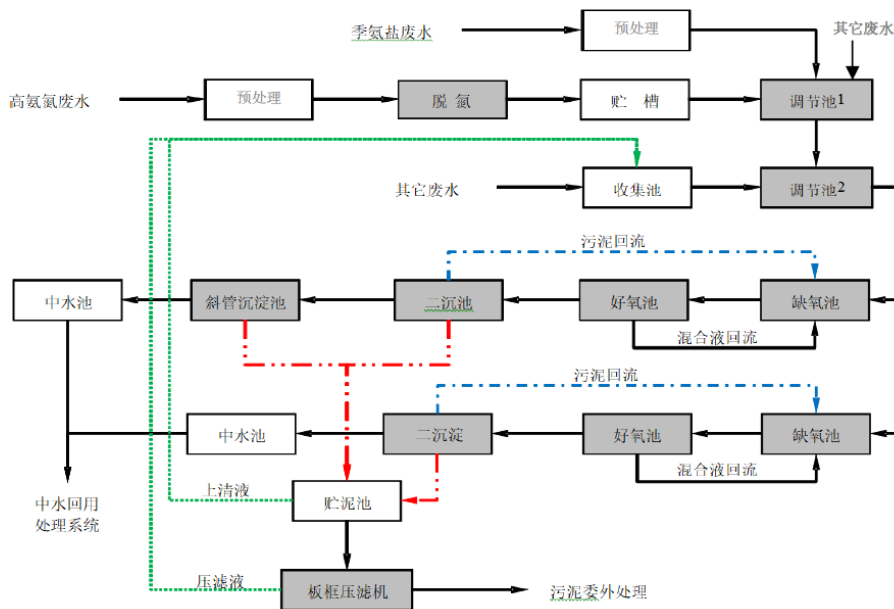 季氨盐废水
预处理
其它废水
高氨氮废水
预处理
脱 氮
贮 槽
调节池1
其它废水
收集池
调节池2
污泥回流
中水池
斜管沉淀池
二沉池
好氧池
缺氧池
混合液回流
污泥回流
中水池
二沉淀
好氧池
缺氧池
混合液回流
上清液
贮泥池
中水回用
处理系统
压滤液
板框压滤机
污泥委外处理